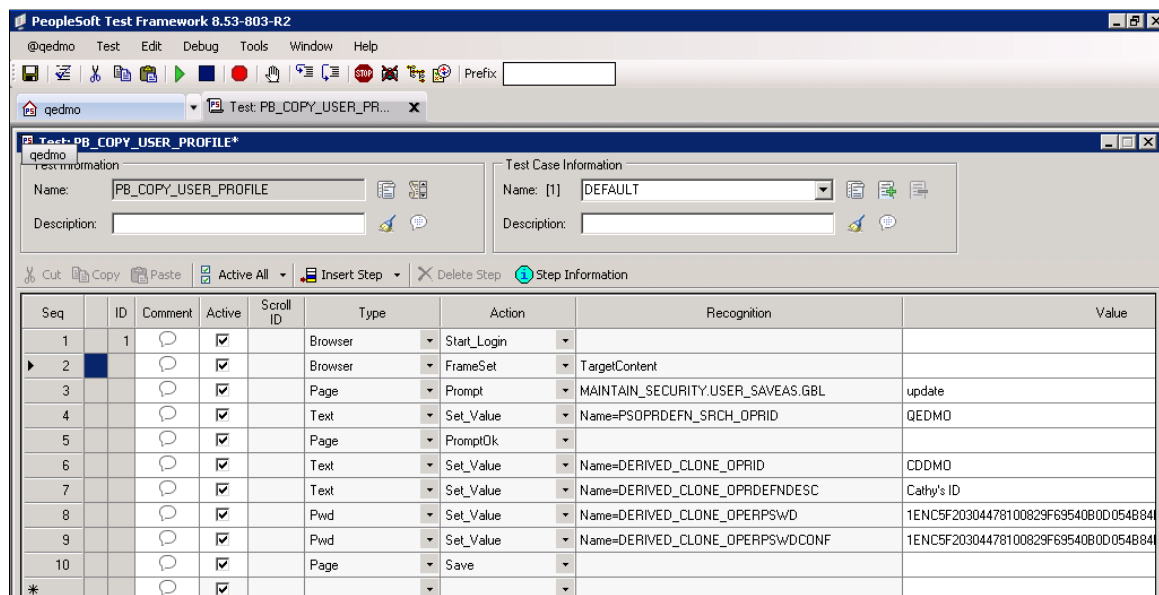 PeopleSoft Test Framework 8.53-803-R2
@qedmo Test Edit Debug Tools Window Help
STOP Prefix
qedmo Test: PB_COPY_USER_PR... x
Test: PB_COPY_USER_PROFILE*
qedmo
Test Information Test Case Information
Name: PB_COPY_USER_PROFILE Name: [1] DEFAULT
Description: Description:
Cut Copy Paste Active All Insert Step Delete Step Step Information
Seq ID Comment Active Scroll ID Type Action Recognition Value
1 1 Browser Start_Login
2 Browser FrameSet TargetContent
3 Page Prompt MAINTAIN_SECURITY.USER_SAVEAS.GBL update
4 Text Set_Value Name=PSOPRDEFN_SRCH_OPRID QEDMO
5 Page PromptOk
6 Text Set_Value Name=DERIVED_CLONE_OPRID CDDMO
7 Text Set_Value Name=DERIVED_CLONE_OPRDEFNDESC Cathy's ID
8 Pwd Set_Value Name=DERIVED_CLONE_OPERPSWD 1ENC5F20304478100829F69540B0D054B84
9 Pwd Set_Value Name=DERIVED_CLONE_OPERPSWDCONF 1ENC5F20304478100829F69540B0D054B84
10 Page Save
*